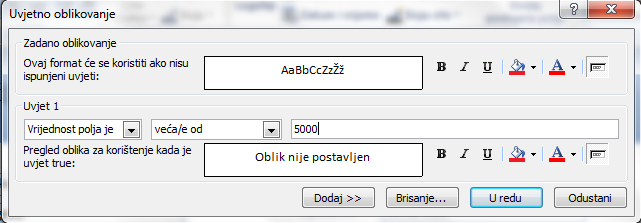 Uvjetno oblikovanje
Zadano oblikovanje
Ovaj format će se koristiti ako nisu
ispunjeni uvjeti:
AaBbCcZzŽž
B I U A
Uvjet 1
Vrijednost polja je
veća/e od
5000
Pregled oblika za korištenje kada je
uvjet true:
Oblik nije postavljen
B I U A
Dodaj >>
Brisanje...
U redu
Odustani